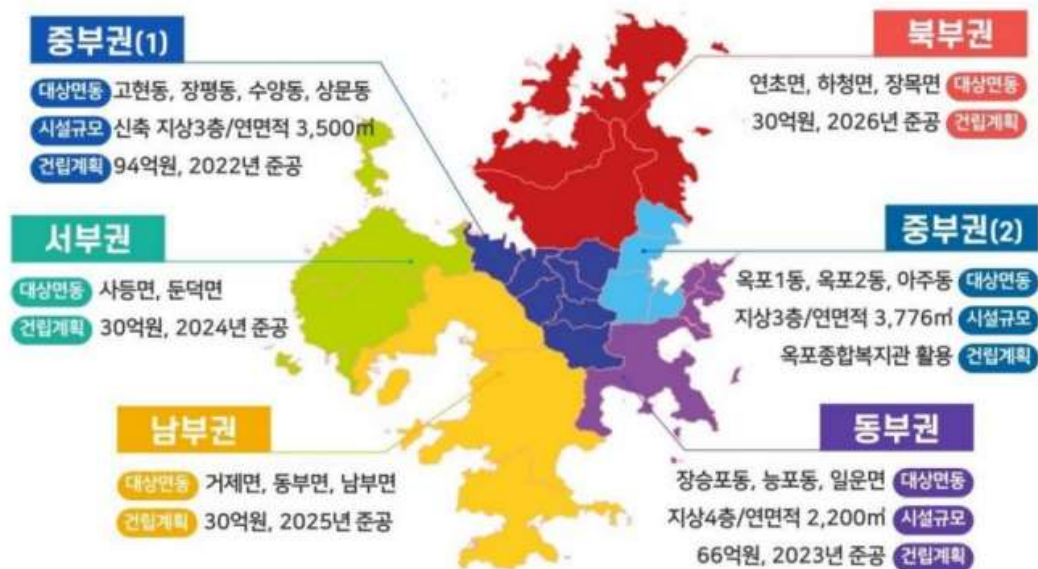 중부권(1)
대상면동 고현동, 장평동, 수양동, 상문동
시설규모 신축 지상3층/연면적 3,500㎡
건립계획 94억원, 2022년 준공
북부권
연초면, 하청면, 장목면 대상면동
30억원, 2026년 준공 건립계획
서부권
대상면동 사등면, 둔덕면
건립계획 30억원, 2024년 준공
중부권(2)
옥포1동, 옥포2동, 아주동 대상면동
지상3층/연면적 3,776㎡ 시설규모
옥포종합복지관 활용 건립계획
남부권
대상면동 거제면, 동부면, 남부면
건립계획 30억원, 2025년 준공
동부권
장승포동, 능포동, 일운면 대상면동
지상4층/연면적 2,200㎡ 시설규모
66억원, 2023년 준공 건립계획